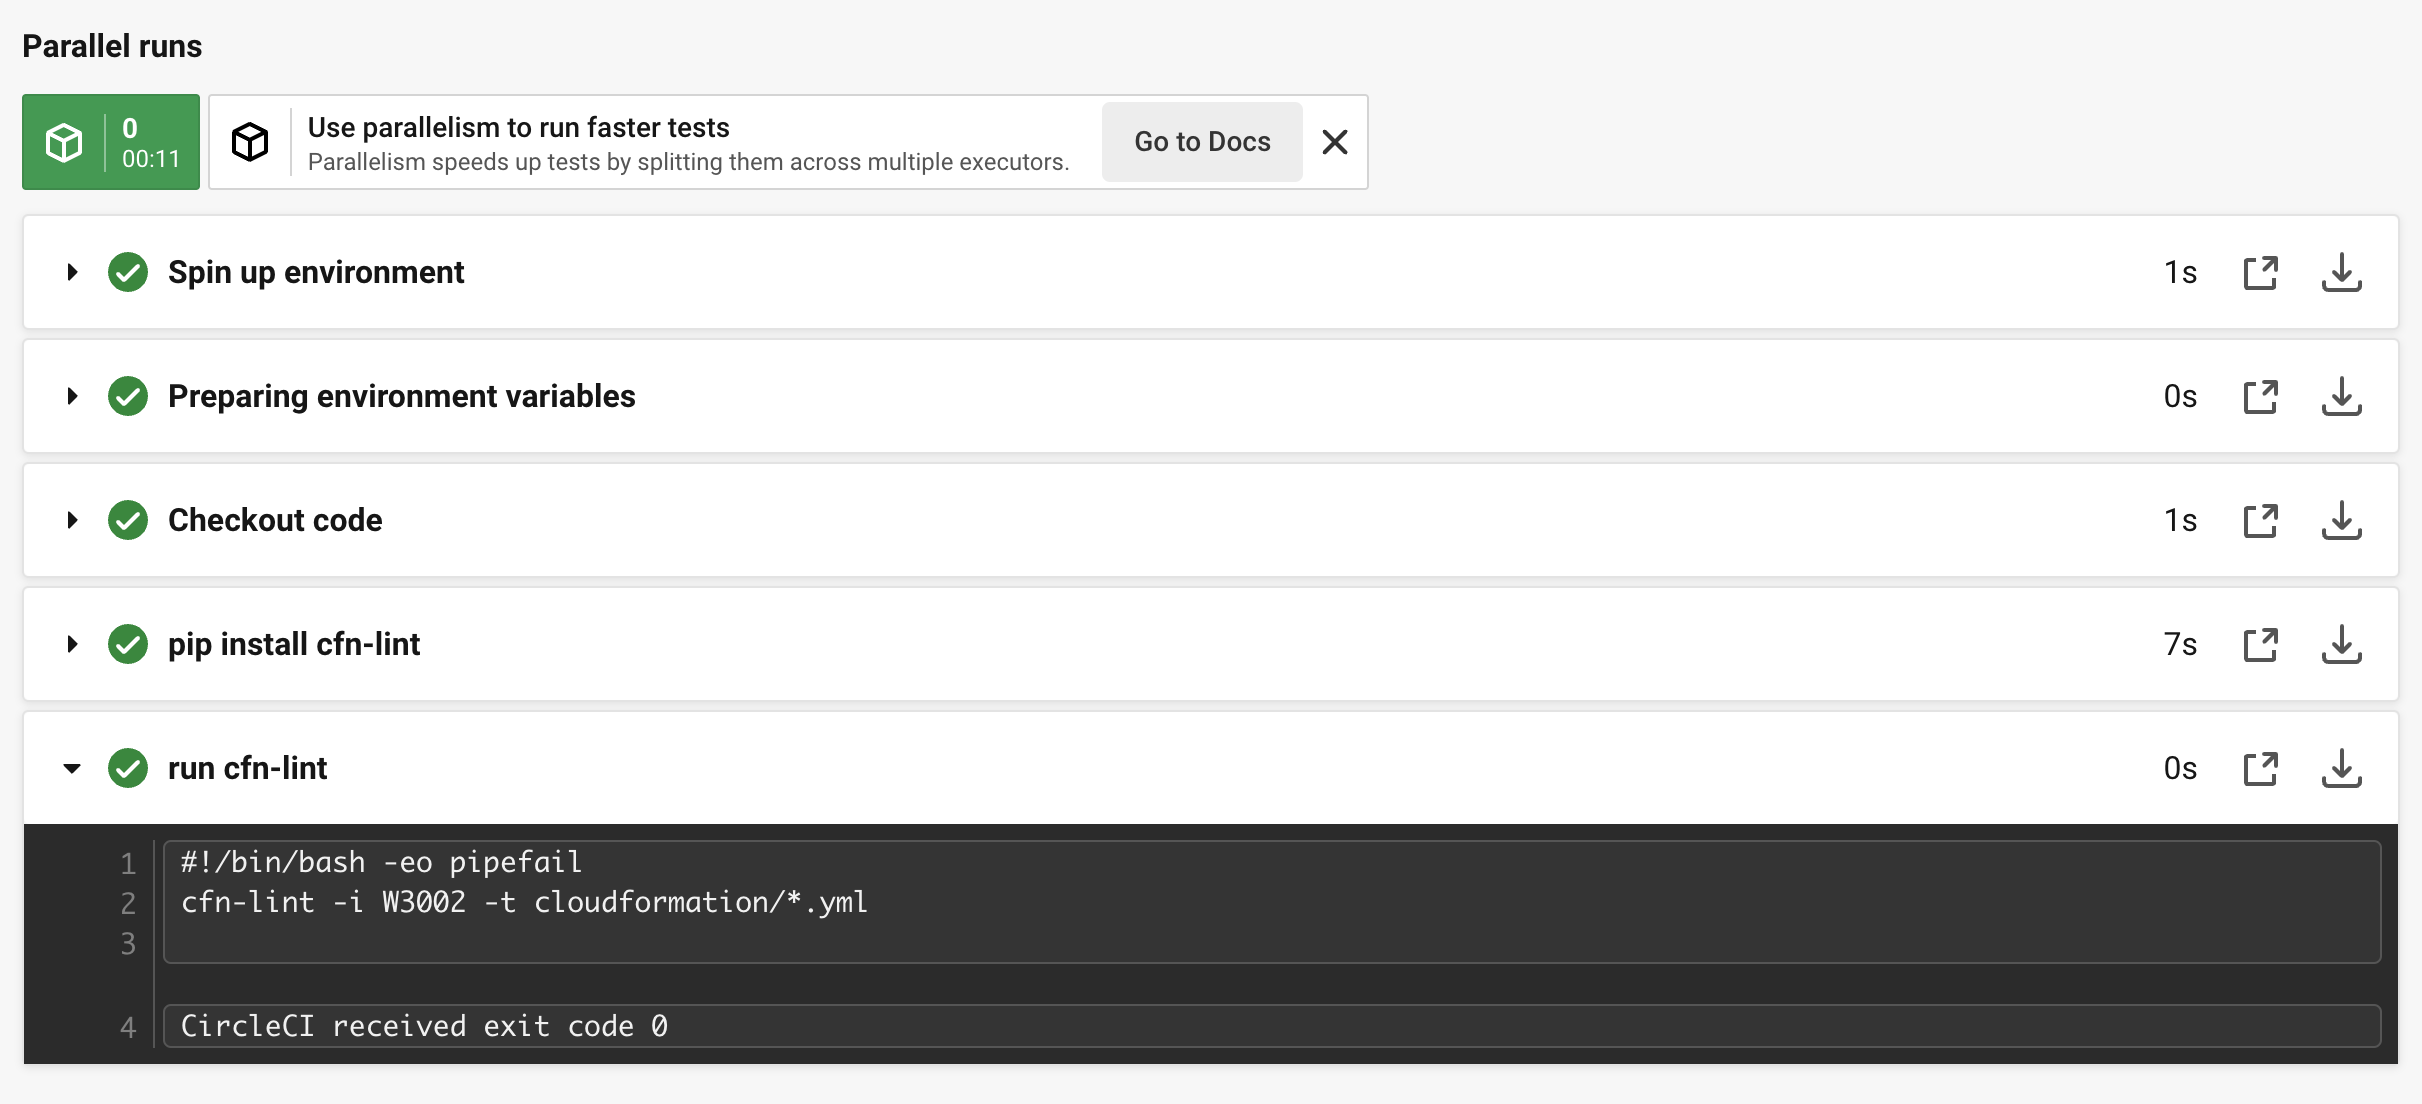 Parallel runs
0
00:11
Use parallelism to run faster tests
Parallelism speeds up tests by splitting them across multiple executors.
Go to Docs
Spin up environment 1s
Preparing environment variables 0s
Checkout code 1s
pip install cfn-lint 7s
run cfn-lint 0s
1 #!/bin/bash -eo pipefail
2 cfn-lint -i W3002 -t cloudformation/*.yml
3
4 CircleCI received exit code 0